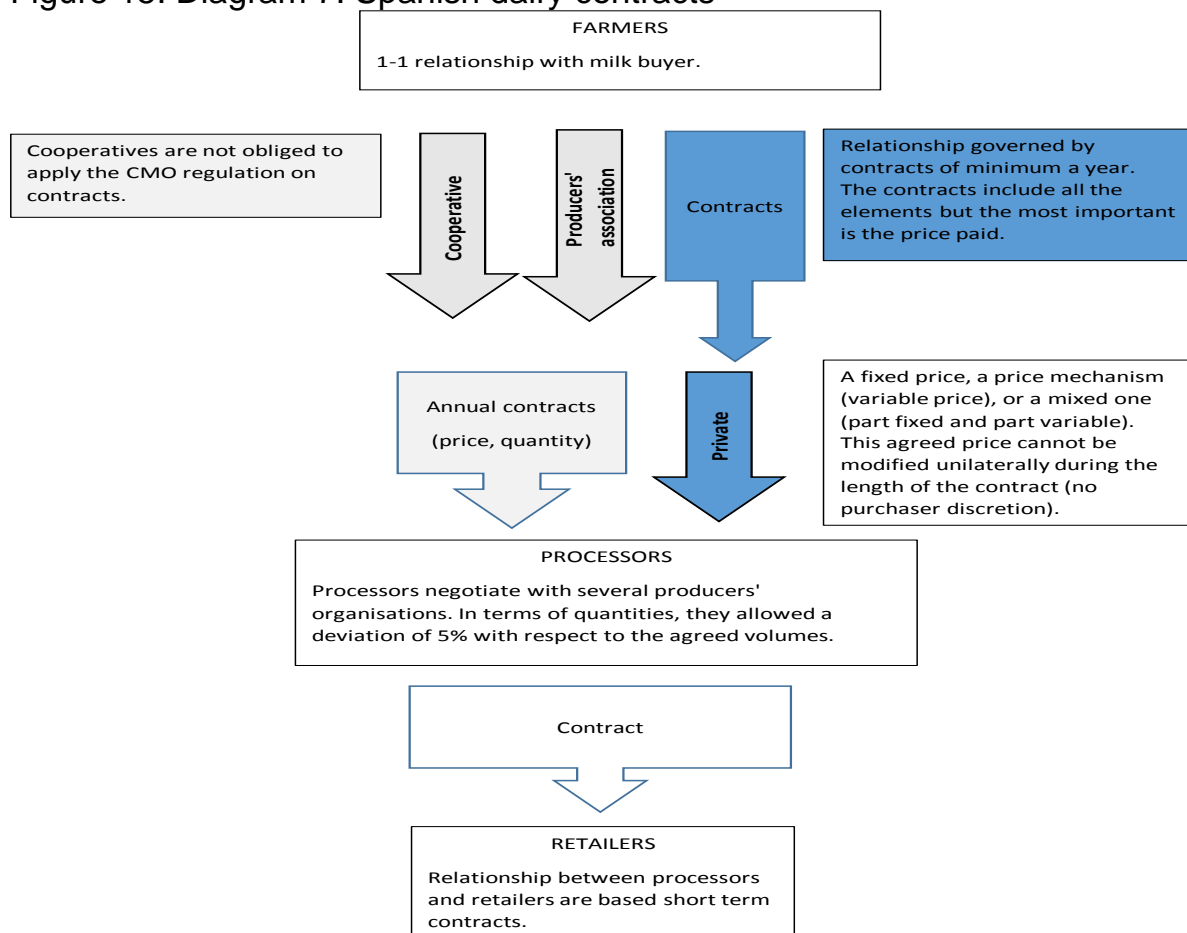 FARMERS
1-1 relationship with milk buyer.
Cooperatives are not obliged to
apply the CMO regulation on
contracts.
Cooperative
Producers'
association
Contracts
Relationship governed by
contracts of minimum a year.
The contracts include all the
elements but the most important
is the price paid.
Annual contracts
(price, quantity)
Private
A fixed price, a price mechanism
(variable price), or a mixed one
(part fixed and part variable).
This agreed price cannot be
modified unilaterally during the
length of the contract (no
purchaser discretion).
PROCESSORS
Processors negotiate with several producers'
organisations. In terms of quantities, they allowed a
deviation of 5% with respect to the agreed volumes.
Contract
RETAILERS
Relationship between processors
and retailers are based short term
contracts.